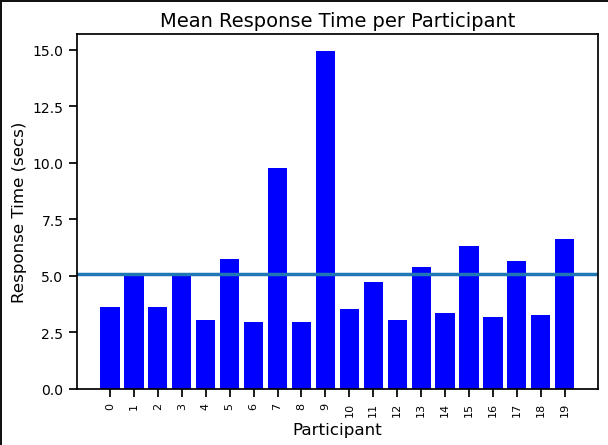 Mean Response Time per Participant
Response Time (secs)
15.0
12.5
10.0
7.5
5.0
2.5
0.0
0 1 2 3 4 5 6 7 8 9 10 11 12 13 14 15 16 17 18 19
Participant